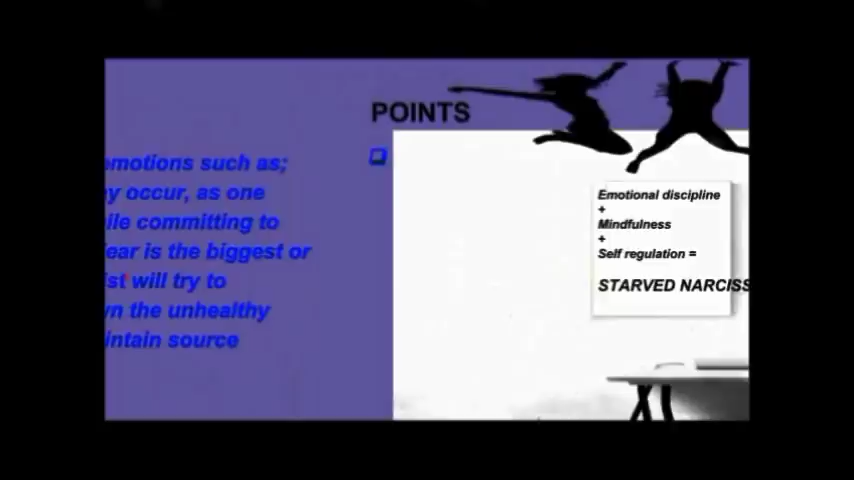 POINTS
emotions such as;
y occur, as one
ile committing to
ear is the biggest or
ist will try to
n the unhealthy
intain source
Emotional discipline
+
Mindfulness
+
Self regulation =
STARVED NARCISS